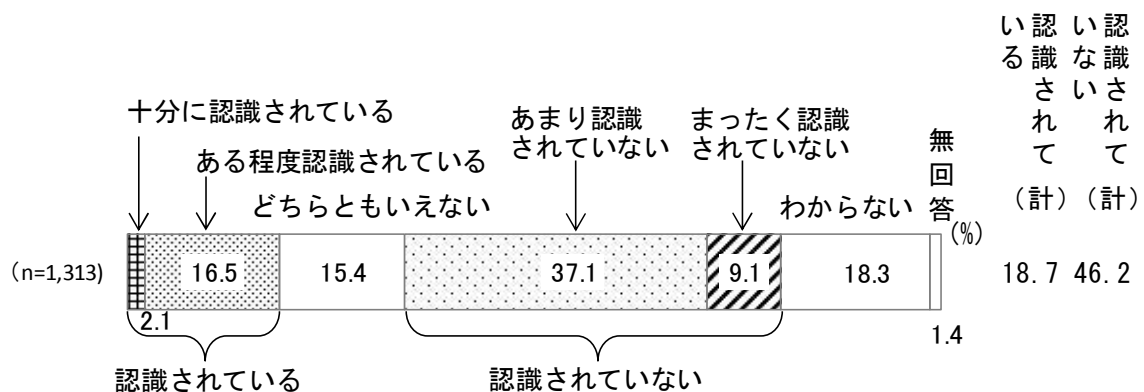 十分に認識されている
ある程度認識されている
どちらともいえない
あまり認識
されていない
まったく認識
されていない
わからない
無回答
(%)
認識されて
いる
（計）
認識されて
いない
（計）
（n=1,313)
2.1
16.5
15.4
37.1
9.1
18.3
1.4
18.7
46.2
認識されている
認識されていない